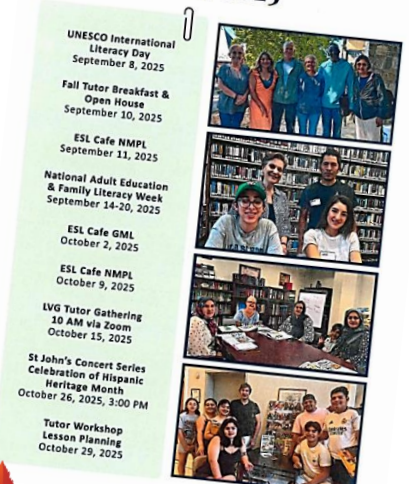 UNESCO International
Literacy Day
September 8, 2025
Fall Tutor Breakfast &
Open House
September 10, 2025
ESL Cafe NMPL
September 11, 2025
National Adult Education
& Family Literacy Week
September 14-20, 2025
ESL Cafe GML
October 2, 2025
ESL Cafe NMPL
October 9, 2025
LVG Tutor Gathering
10 AM via Zoom
October 15, 2025
St John's Concert Series
Celebration of Hispanic
Heritage Month
October 26, 2025, 3:00 PM
Tutor Workshop
Lesson Planning
October 29, 2025